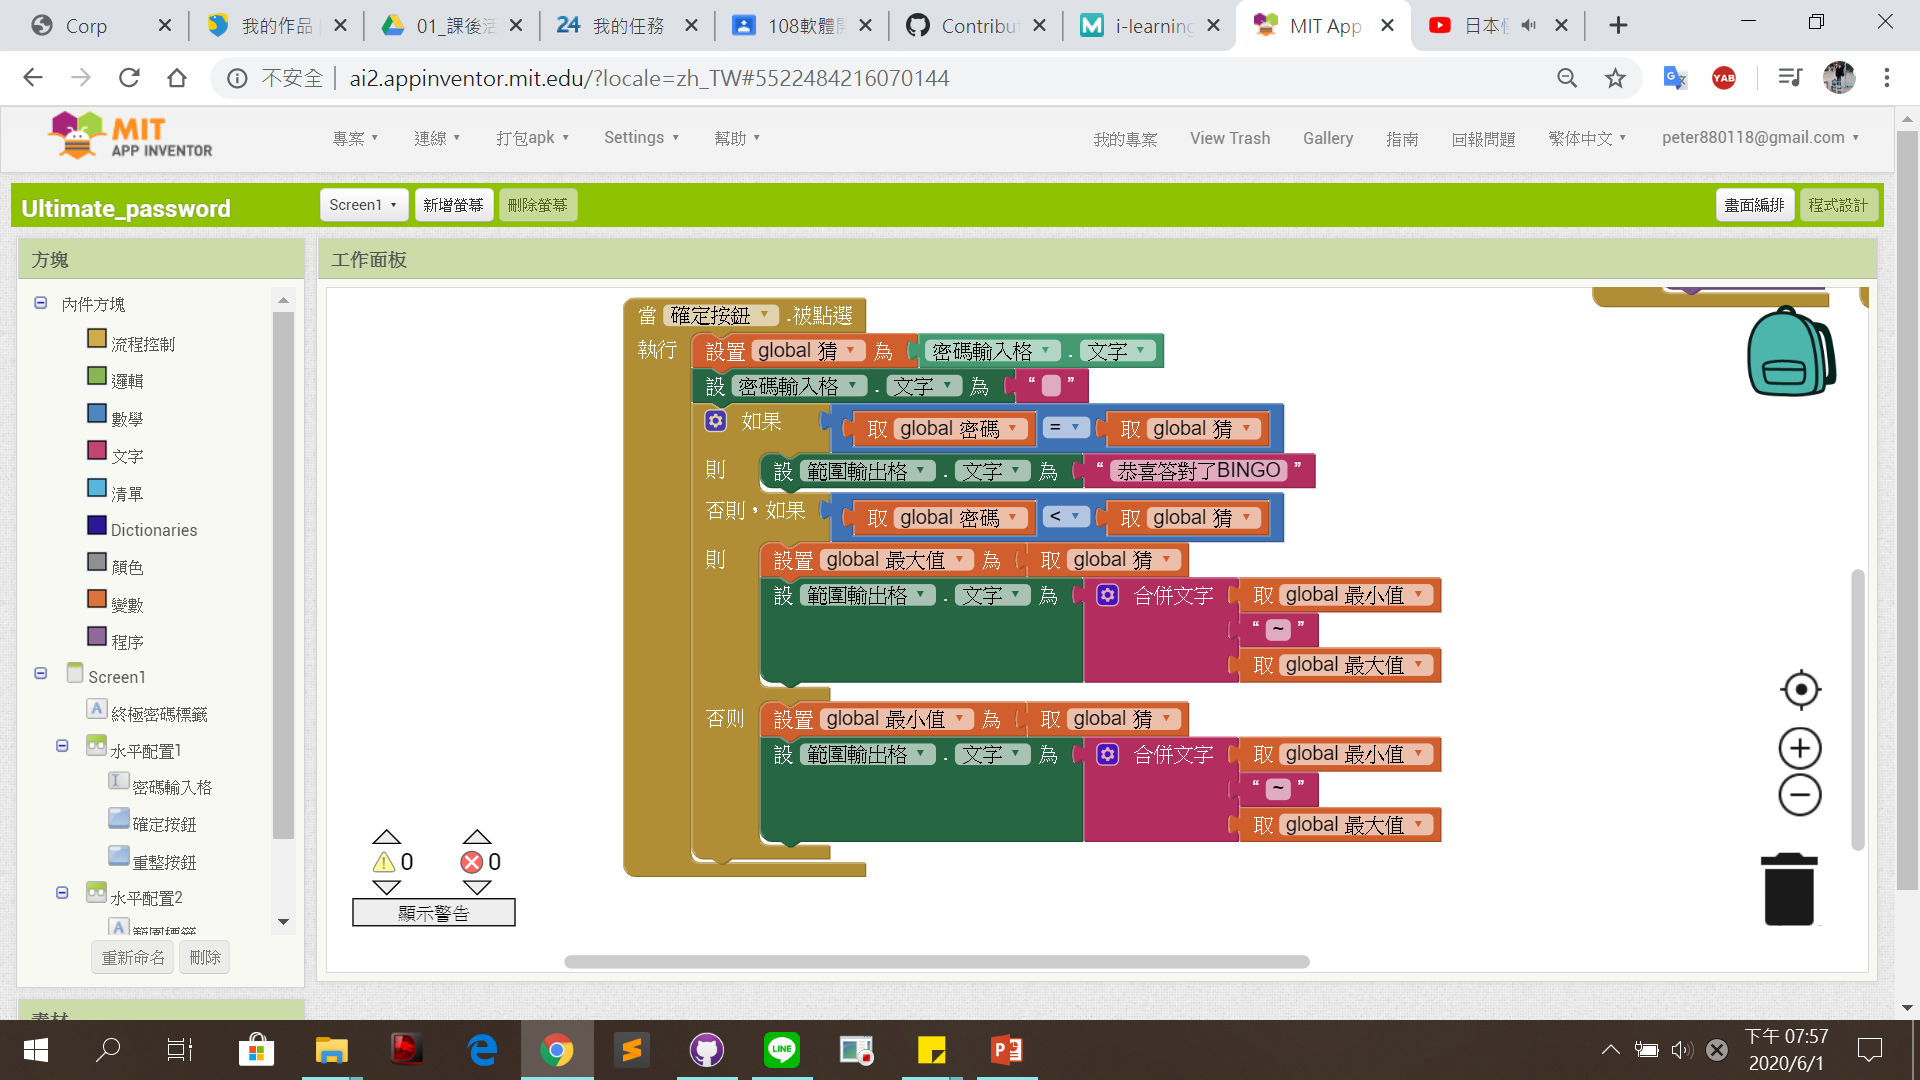 Corp
我的作品
01_課後活
24 我的任務
108軟體開
Contribu
M i-learning
MIT App
日本
不安全 ai2.appinventor.mit.edu/?locale=zh_TW#5522484216070144
YAB
MIT
APP INVENTOR
專案 連線 打包apk Settings 幫助 我的專案 View Trash Gallery 指南 回報問題 繁体中文 peter880118@gmail.com
Ultimate_password Screen1 新增螢幕 刪除螢幕 畫面編排 程式設計
方塊
工作面板
內件方塊
流程控制
邏輯
數學
文字
清單
Dictionaries
顏色
變數
程序
Screen1
終極密碼標籤
水平配置1
密碼輸入格
確定按鈕
重整按鈕
水平配置2
範圍標籤
重新命名 刪除
素材
當 確定按鈕 .被點選
執行 設置 global 猜 為 密碼輸入格 . 文字
設 密碼輸入格 . 文字 為 “ ”
如果 取 global 密碼 = 取 global 猜
則 設 範圍輸出格 . 文字 為 “ 恭喜答對了BINGO ”
否則，如果 取 global 密碼 < 取 global 猜
則 設置 global 最大值 為 取 global 猜
設 範圍輸出格 . 文字 為 合併文字 取 global 最小值
“ ~ ”
取 global 最大值
否則 設置 global 最小值 為 取 global 猜
設 範圍輸出格 . 文字 為 合併文字 取 global 最小值
“ ~ ”
取 global 最大值
0 0
顯示警告
LINE
下午 07:57
2020/6/1